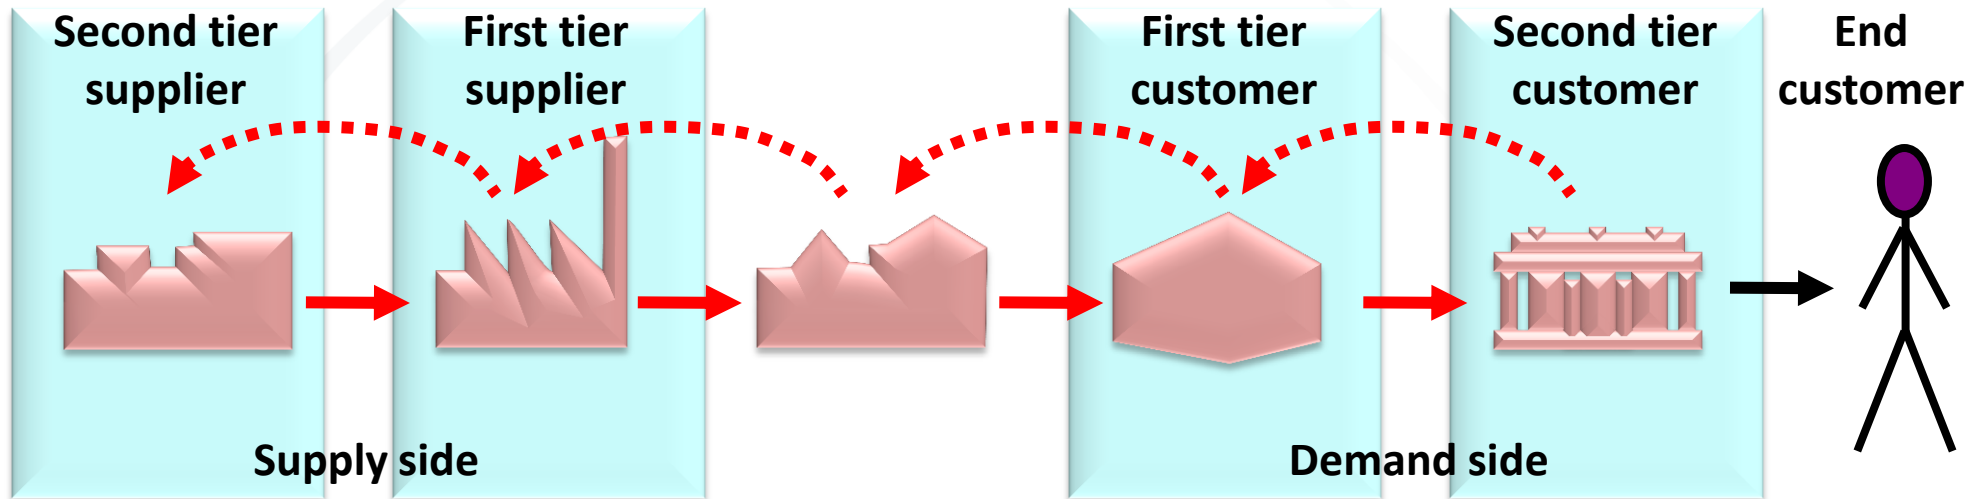 Second tier
supplier
First tier
supplier
First tier
customer
Second tier
customer
End
customer
Supply side
Demand side